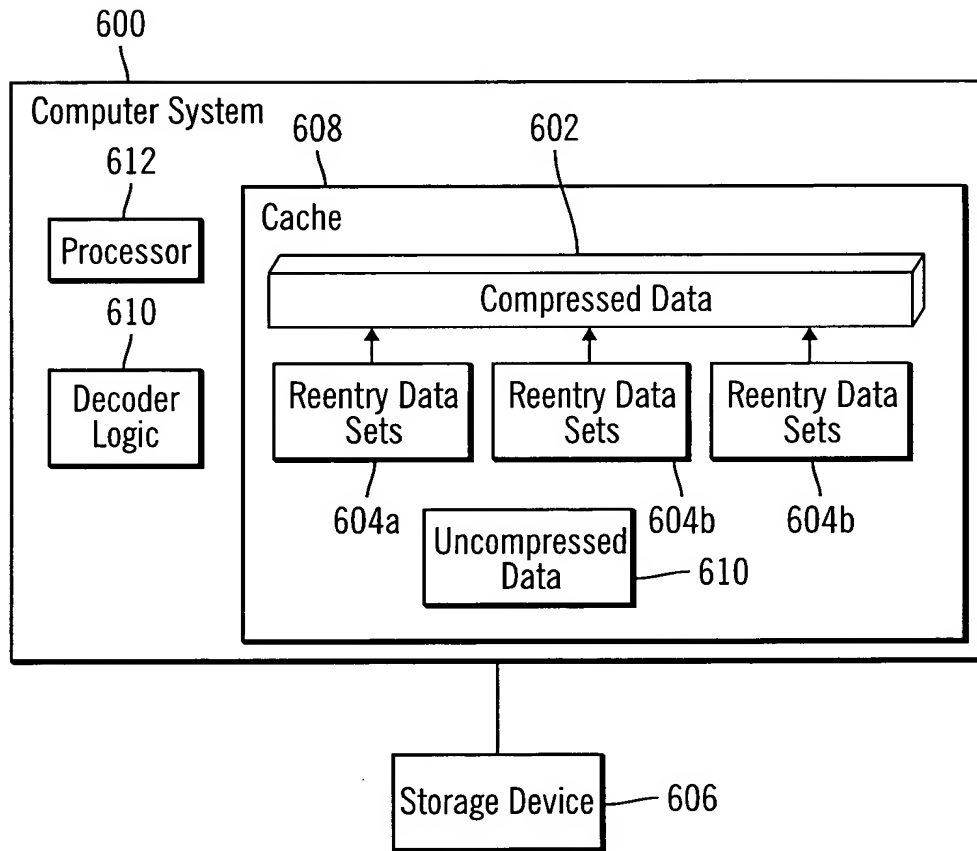 600
Computer System
608
602
612
Cache
Processor
Compressed Data
610
Decoder
Logic
Reentry Data
Sets
Reentry Data
Sets
Reentry Data
Sets
604a
604b
604b
Uncompressed
Data
610
Storage Device
606